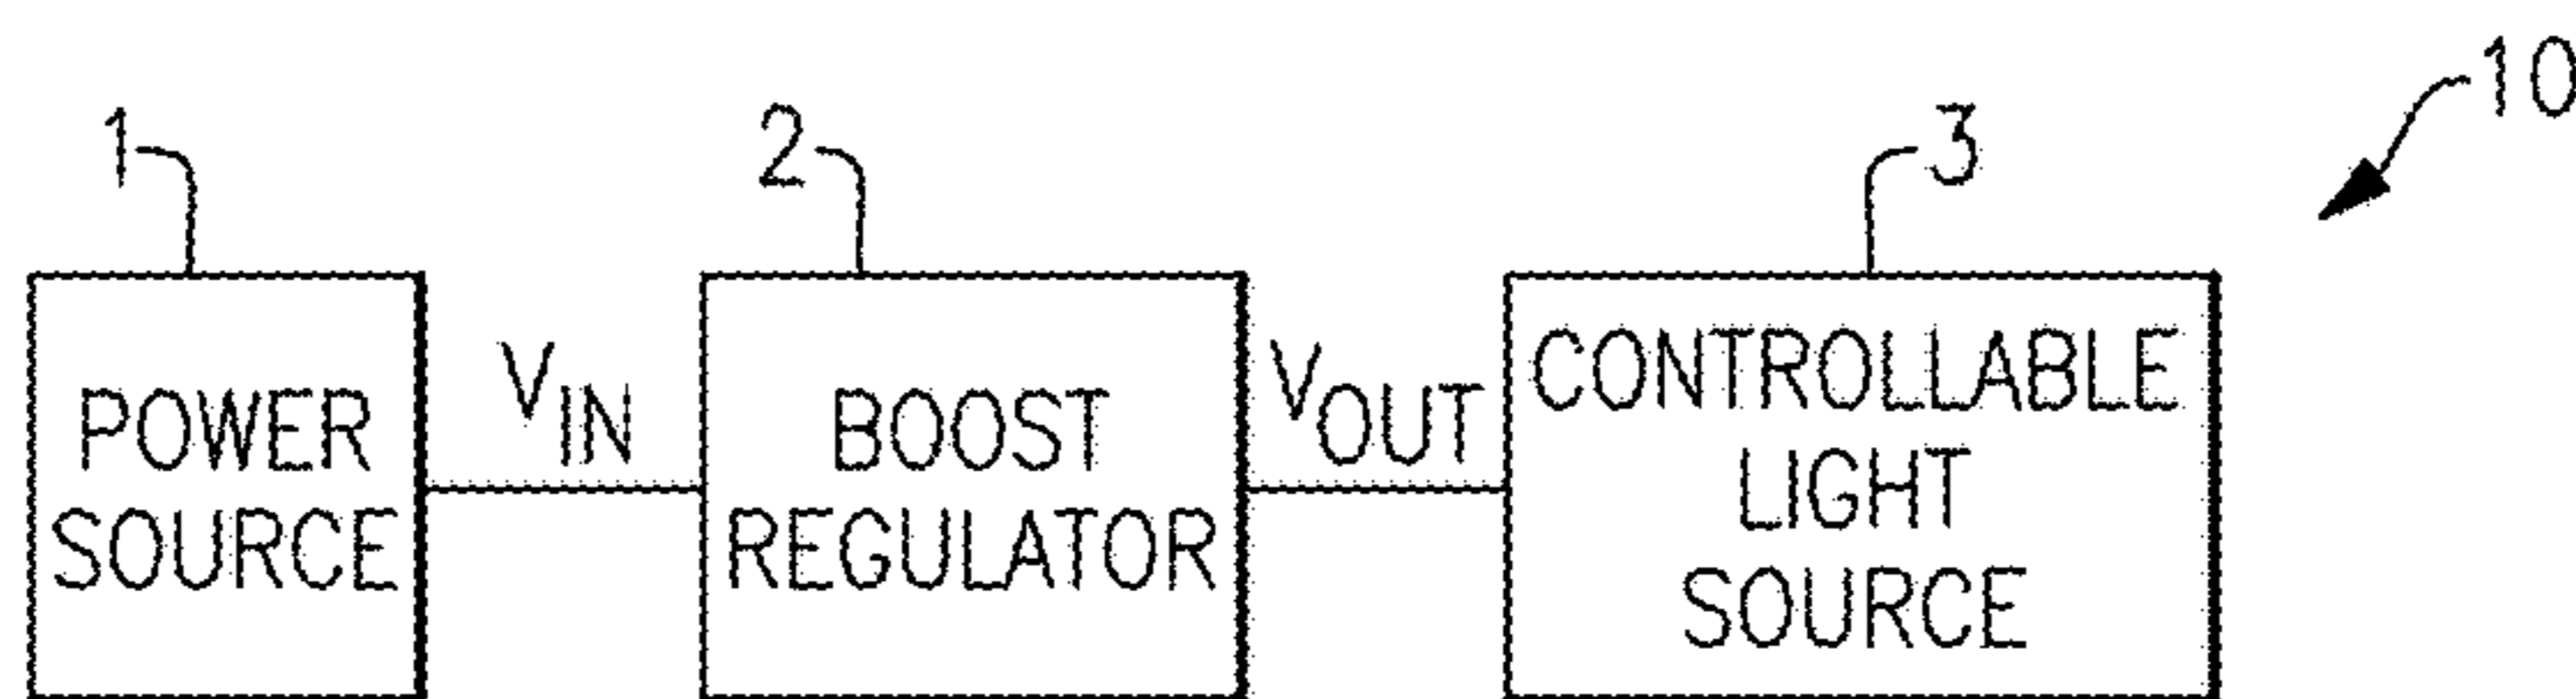 10
1
2
3
POWER
SOURCE
VIN
BOOST
REGULATOR
VOUT
CONTROLLABLE
LIGHT
SOURCE